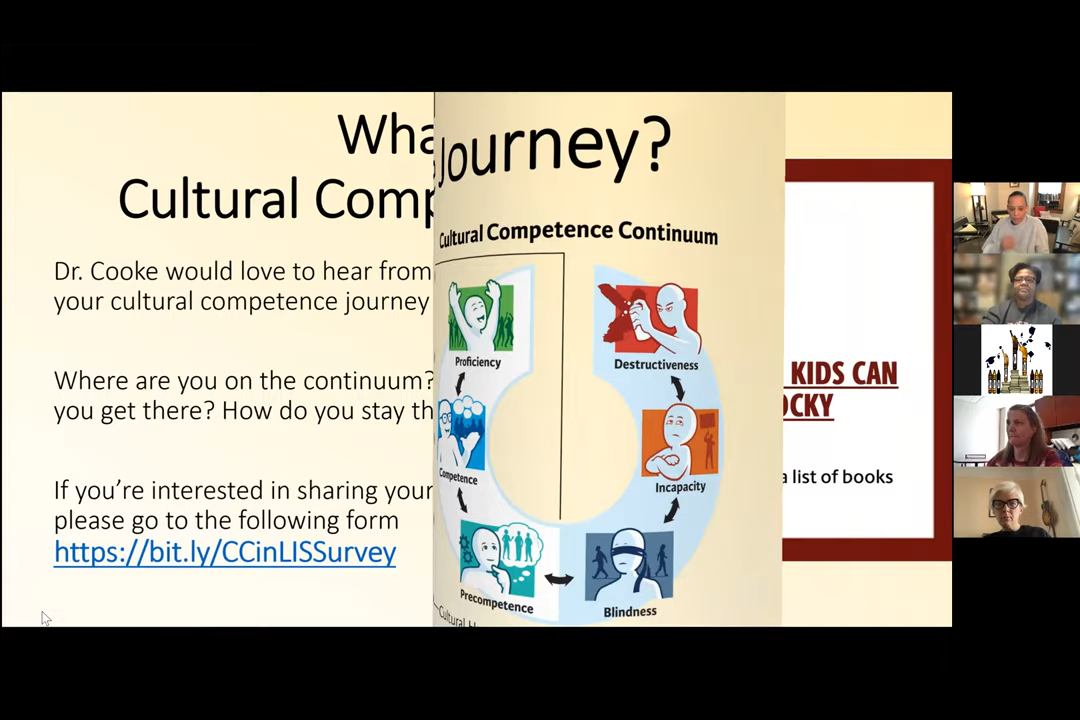 Wha
Journey?
Cultural Comp
Dr. Cooke would love to hear from
your cultural competence journey
Where are you on the continuum?
you get there? How do you stay th
If you're interested in sharing your
please go to the following form
https://bit.ly/CCinLISSurvey
Cultural Competence Continuum
Proficiency
Destructiveness
Competence
Incapacity
Precompetence
Blindness
Cultural H
KIDS CAN
OCKY
a list of books